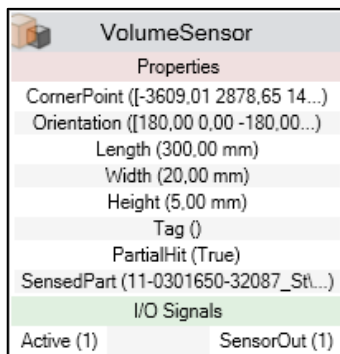 VolumeSensor
Properties
CornerPoint ([-3609,01 2878,65 14...)
Orientation ([180,00 0,00 -180,00...)
Length (300,00 mm)
Width (20,00 mm)
Height (5,00 mm)
Tag ()
PartialHit (True)
SensedPart (11-0301650-32087_St\...)
I/O Signals
Active (1) SensorOut (1)